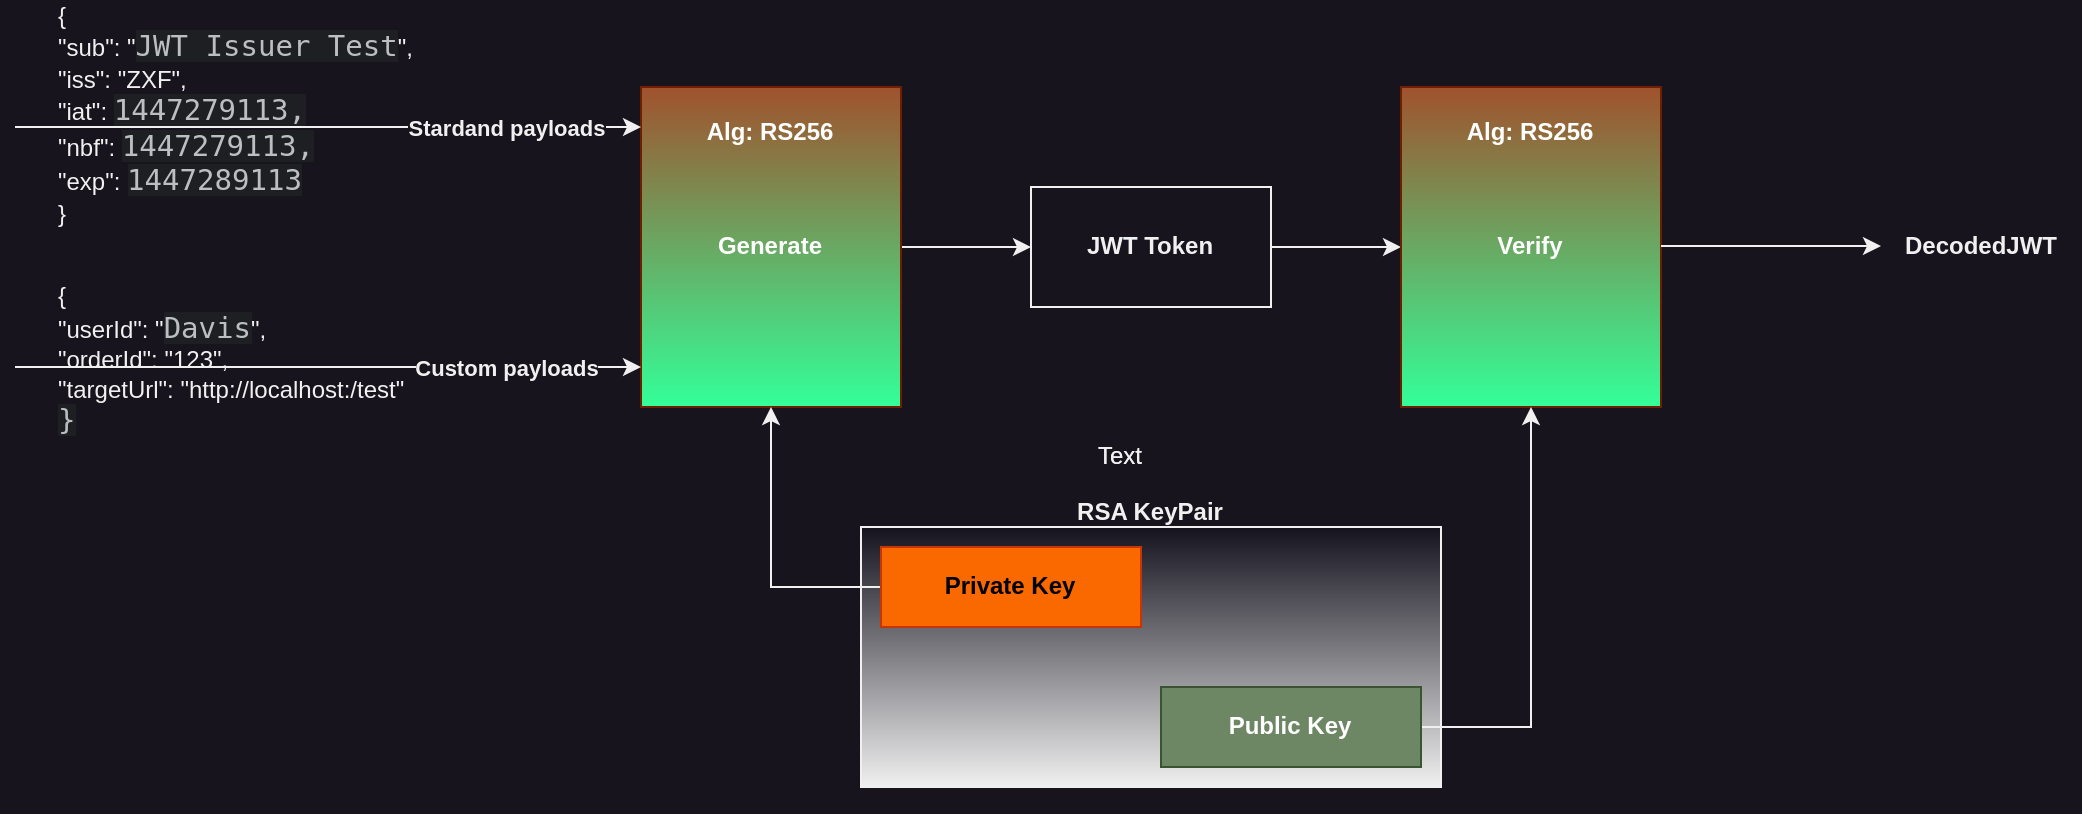 {
"sub": "JWT Issuer Test",
"iss": "ZXF",
"iat": 1447279113,
"nbf": 1447279113,
"exp": 1447289113
}
Stardand payloads
{
"userId": "Davis",
"orderId": "123",
"targetUrl": "http://localhost:/test"
}
Custom payloads
Alg: RS256
Generate
JWT Token
Alg: RS256
Verify
DecodedJWT
Text
RSA KeyPair
Private Key
Public Key